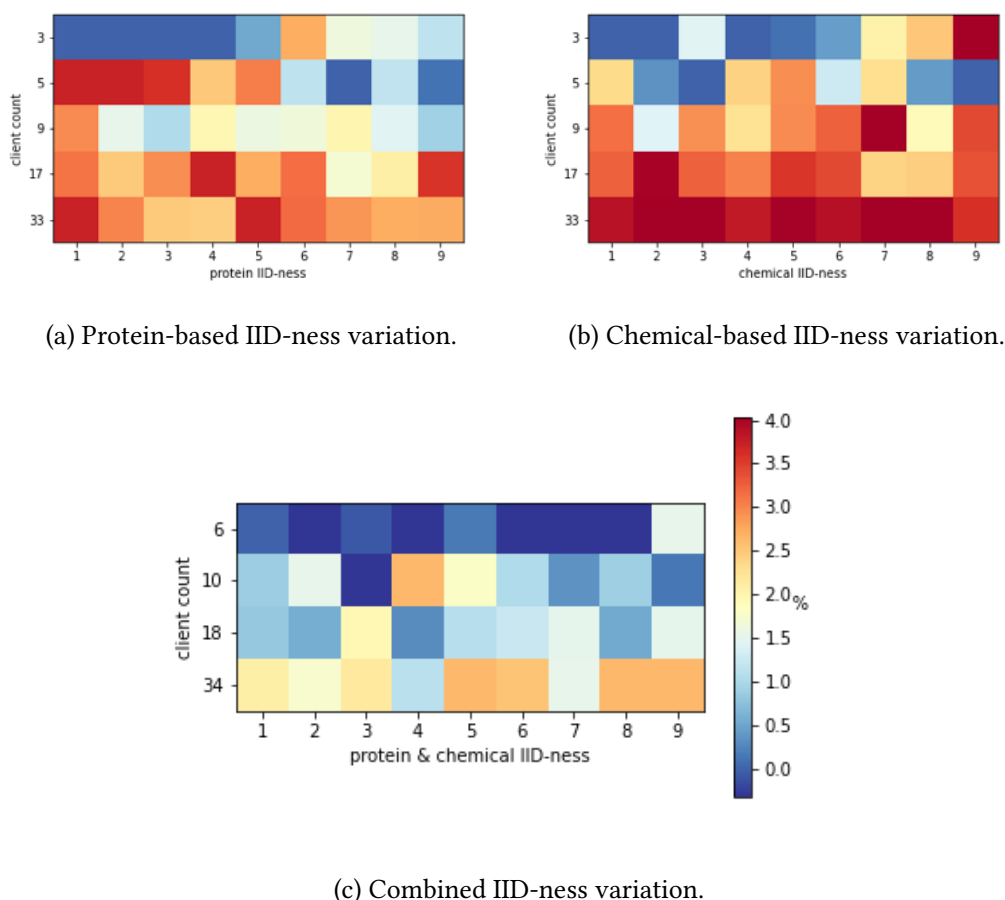 client count
3
5
9
17
33
1 2 3 4 5 6 7 8 9
protein IID-ness
client count
3
5
9
17
33
1 2 3 4 5 6 7 8 9
chemical IID-ness
(a) Protein-based IID-ness variation.
(b) Chemical-based IID-ness variation.
client count
6
10
18
34
1 2 3 4 5 6 7 8 9
protein & chemical IID-ness
4.0
3.5
3.0
2.5
2.0
%
1.5
1.0
0.5
0.0
(c) Combined IID-ness variation.